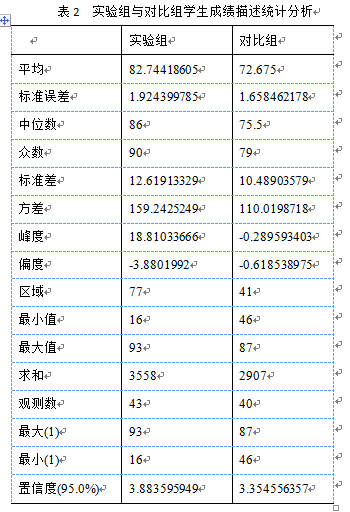 表 2 实验组与对比组学生成绩描述统计分析
实验组 对比组
平均 82.74418605 72.675
标准误差 1.924399785 1.658462178
中位数 86 75.5
众数 90 79
标准差 12.61913329 10.48903579
方差 159.2425249 110.0198718
峰度 18.81033666 -0.289593403
偏度 -3.8801992 -0.618538975
区域 77 41
最小值 16 46
最大值 93 87
求和 3558 2907
观测数 43 40
最大(1) 93 87
最小(1) 16 46
置信度(95.0%) 3.883595949 3.354556357